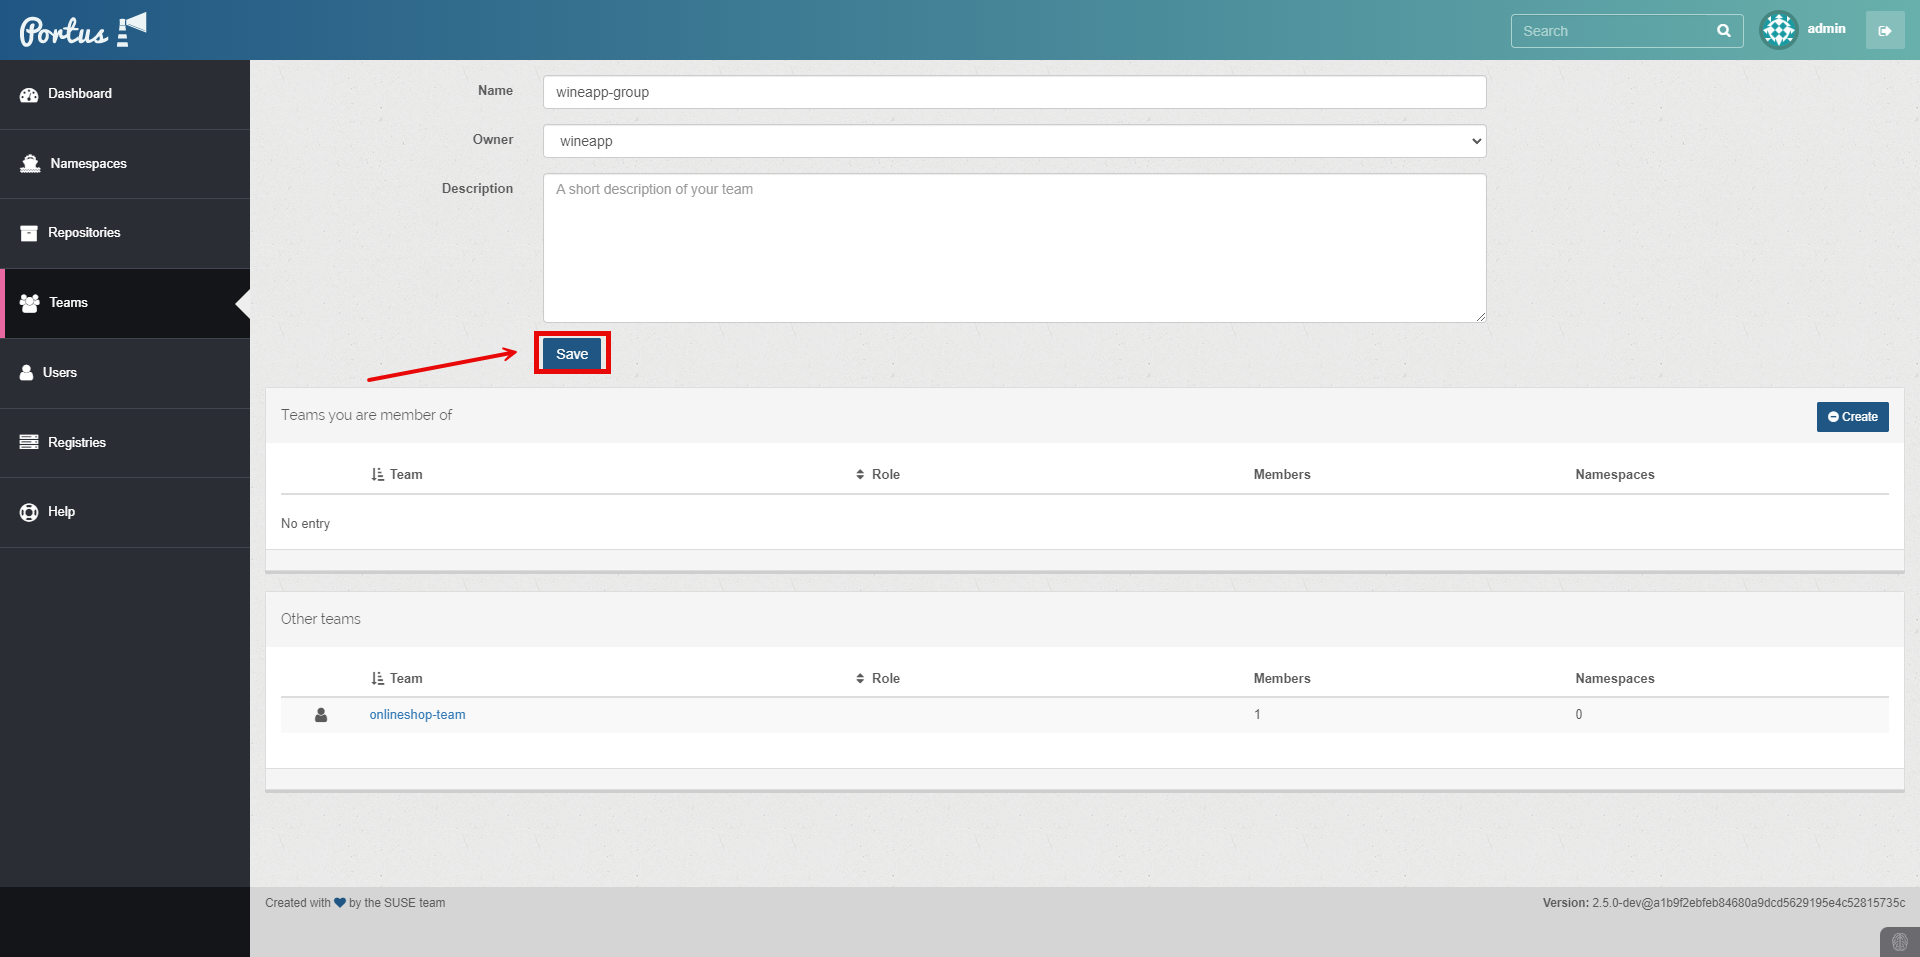 Portus
Search
admin
Dashboard
Namespaces
Repositories
Teams
Users
Registries
Help
Name
wineapp-group
Owner
wineapp
Description
A short description of your team
Save
Teams you are member of
Create
Team Role Members Namespaces
No entry
Other teams
Team Role Members Namespaces
onlineshop-team 1 0
Created with by the SUSE team
Version: 2.5.0-dev@a1b9f2ebfeb84680a9dcd5629195e4c52815735c